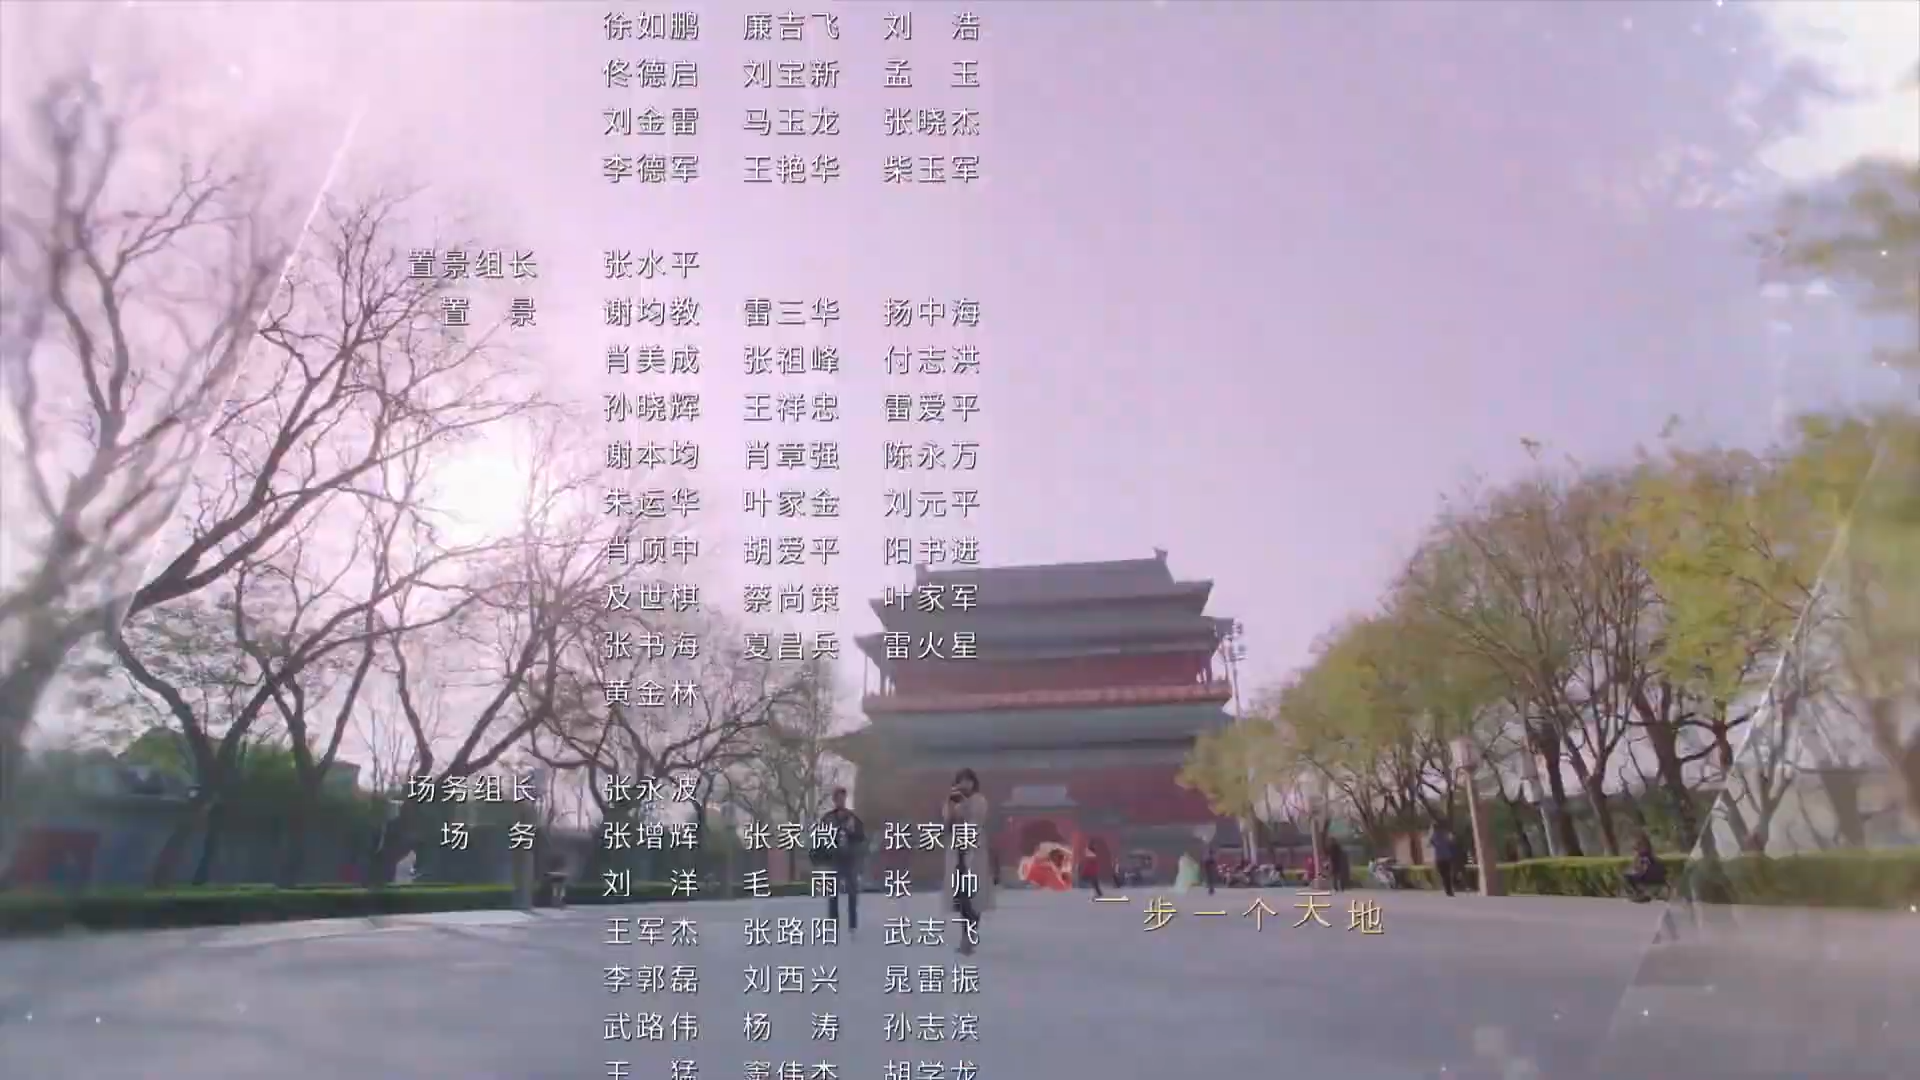 徐如鹏 廉吉飞 刘 浩
佟德启 刘宝新 孟 玉
刘金雷 马玉龙 张晓杰
李德军 王艳华 柴玉军
置景组长 张水平
置 景 谢均教 雷三华 扬中海
肖美成 张祖峰 付志洪
孙晓辉 王祥忠 雷爱平
谢本均 肖章强 陈永万
朱运华 叶家金 刘元平
肖顶中 胡爱平 阳书进
及世棋 蔡尚策 叶家军
张书海 夏昌兵 雷火星
黄金林
场务组长 张永波
场 务 张增辉 张家微 张家康
刘 洋 毛 雨 张 帅
一步一个天地
王军杰 张路阳 武志飞
李郭磊 刘西兴 晁雷振
武路伟 杨 涛 孙志滨
王 猛 窦伟杰 胡学龙